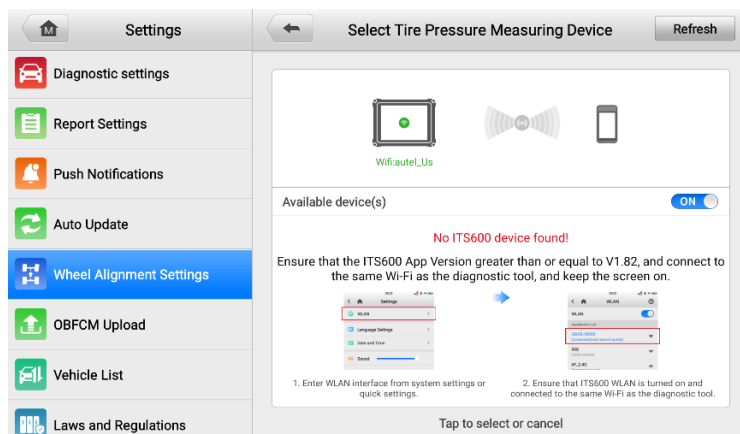 Settings
Select Tire Pressure Measuring Device
Refresh
Diagnostic settings
Report Settings
Push Notifications
Auto Update
Wheel Alignment Settings
OBFCM Upload
Vehicle List
Laws and Regulations
Wifi:autel_Us
Available device(s)
ON
No ITS600 device found!
Ensure that the ITS600 App Version greater than or equal to V1.82, and connect to
the same Wi-Fi as the diagnostic tool, and keep the screen on.
Settings
WLAN
Language Settings
Date and Time
Sound
WLAN
WLAN
1. Enter WLAN interface from system settings or
quick settings.
2. Ensure that ITS600 WLAN is turned on and
connected to the same Wi-Fi as the diagnostic tool.
Tap to select or cancel